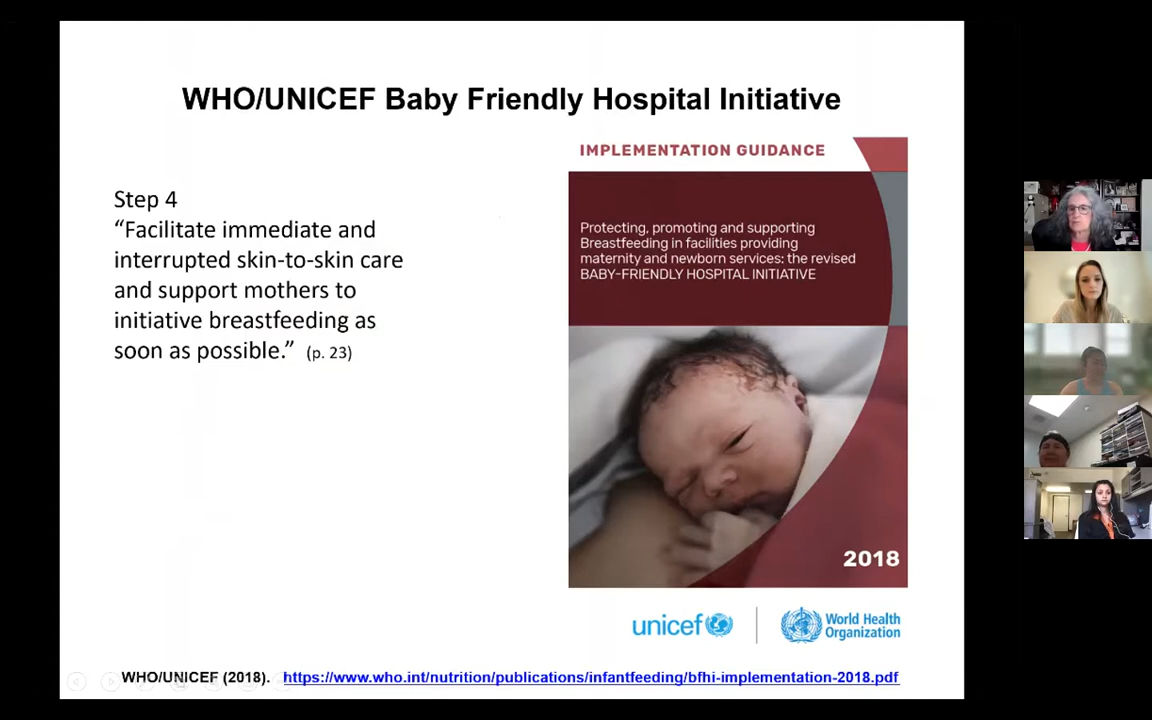 WHO/UNICEF Baby Friendly Hospital Initiative
Step 4
“Facilitate immediate and
interrupted skin-to-skin care
and support mothers to
initiative breastfeeding as
soon as possible.” (p. 23)
IMPLEMENTATION GUIDANCE
Protecting, promoting and supporting
Breastfeeding in facilities providing
maternity and newborn services: the revised
BABY-FRIENDLY HOSPITAL INITIATIVE
2018
unicef
World Health
Organization
WHO/UNICEF (2018). https://www.who.int/nutrition/publications/infantfeeding/bfhi-implementation-2018.pdf